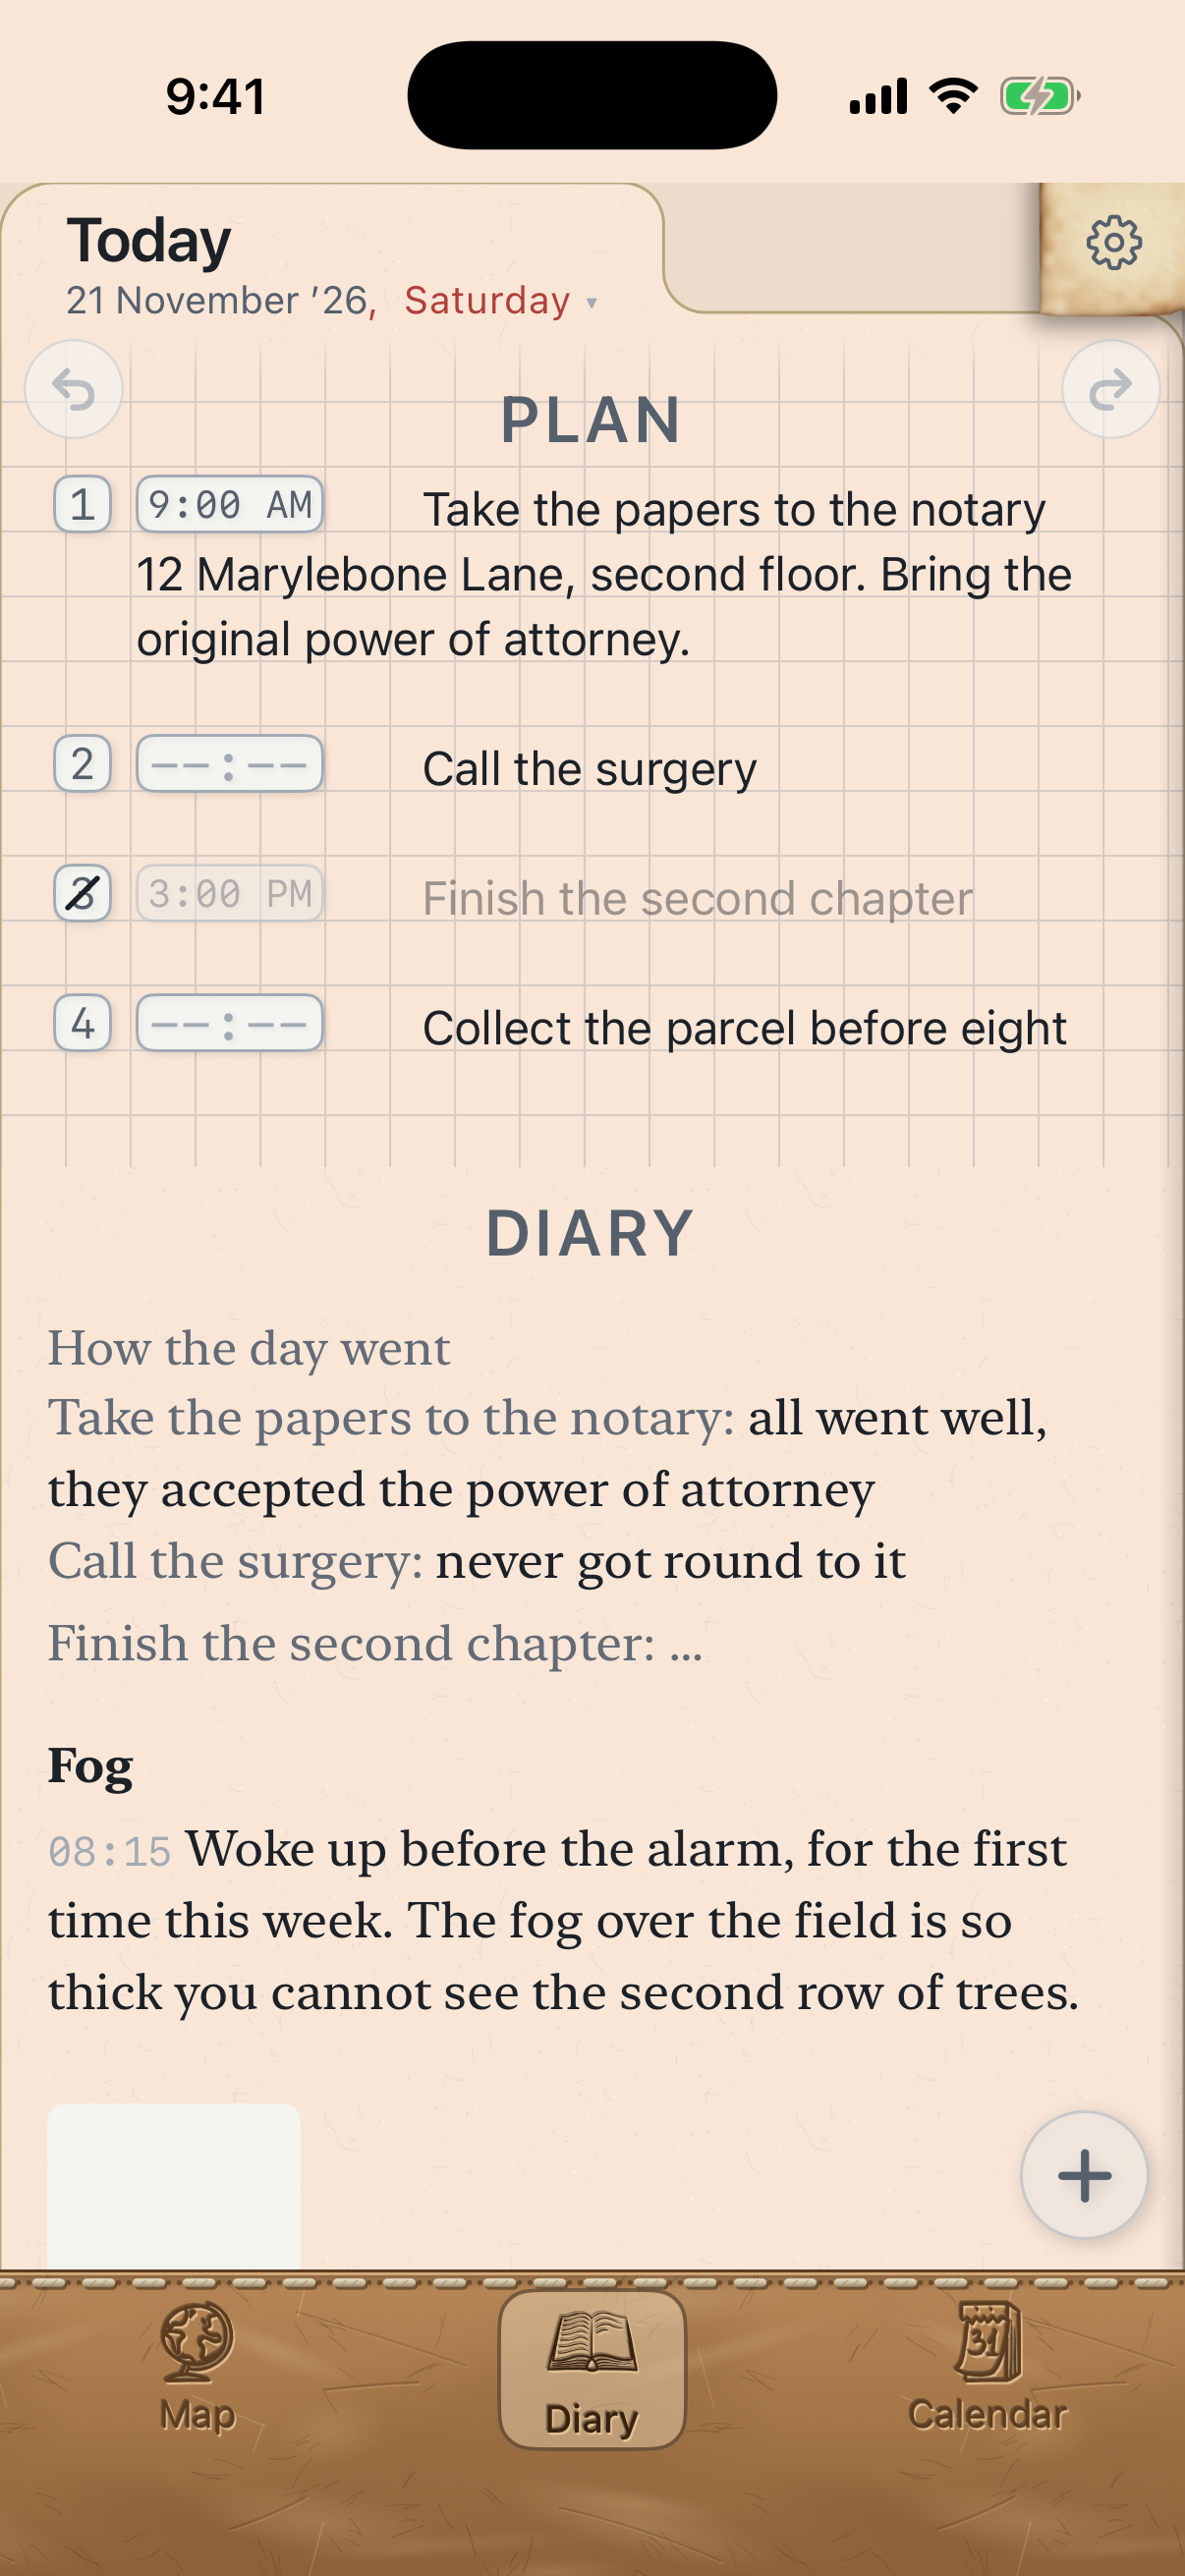 9:41
Today
21 November ’26, Saturday
PLAN
1 9:00 AM Take the papers to the notary
12 Marylebone Lane, second floor. Bring the
original power of attorney.
2 --:-- Call the surgery
3 3:00 PM Finish the second chapter
4 --:-- Collect the parcel before eight
DIARY
How the day went
Take the papers to the notary: all went well,
they accepted the power of attorney
Call the surgery: never got round to it
Finish the second chapter: ...
Fog
08:15 Woke up before the alarm, for the first
time this week. The fog over the field is so
thick you cannot see the second row of trees.
31
Map Diary Calendar